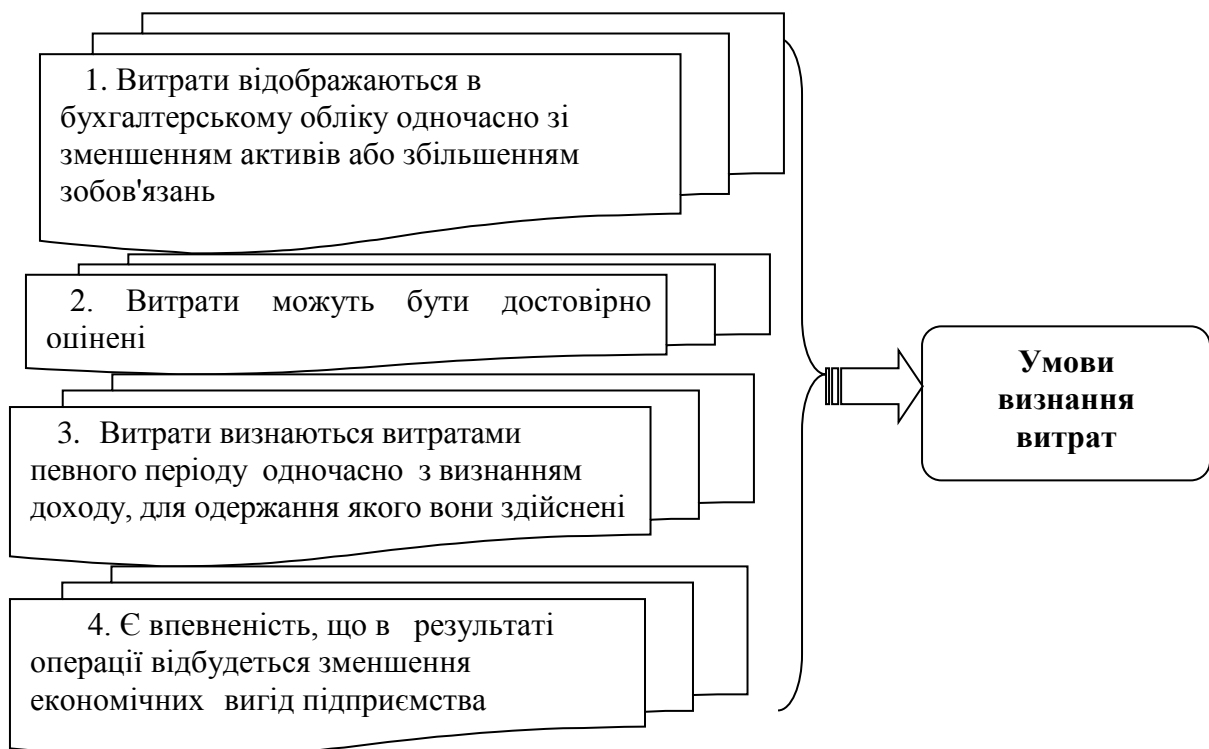 1. Витрати відображаються в
бухгалтерському обліку одночасно зі
зменшенням активів або збільшенням
зобов'язань
2. Витрати можуть бути достовірно
оцінені
3. Витрати визнаються витратами
певного періоду одночасно з визнанням
доходу, для одержання якого вони здійснені
4. Є впевненість, що в результаті
операції відбудеться зменшення
економічних вигід підприємства
Умови
визнання
витрат